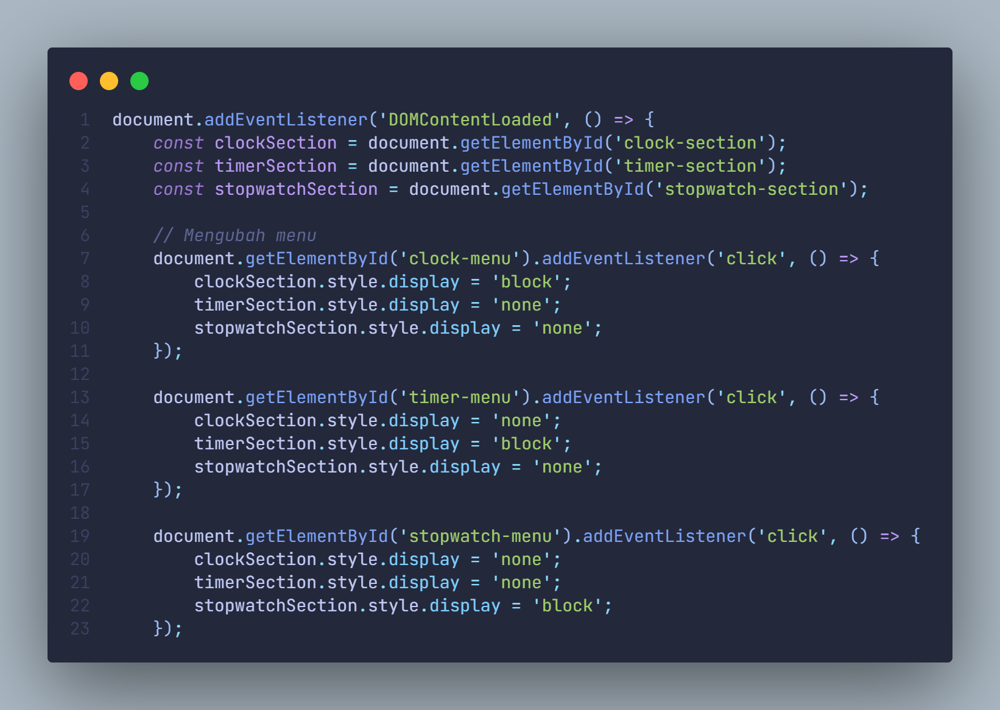 1 document.addEventListener('DOMContentLoaded', () => {
2     const clockSection = document.getElementById('clock-section');
3     const timerSection = document.getElementById('timer-section');
4     const stopwatchSection = document.getElementById('stopwatch-section');
5
6     // Mengubah menu
7     document.getElementById('clock-menu').addEventListener('click', () => {
8         clockSection.style.display = 'block';
9         timerSection.style.display = 'none';
10         stopwatchSection.style.display = 'none';
11     });
12
13     document.getElementById('timer-menu').addEventListener('click', () => {
14         clockSection.style.display = 'none';
15         timerSection.style.display = 'block';
16         stopwatchSection.style.display = 'none';
17     });
18
19     document.getElementById('stopwatch-menu').addEventListener('click', () => {
20         clockSection.style.display = 'none';
21         timerSection.style.display = 'none';
22         stopwatchSection.style.display = 'block';
23     });